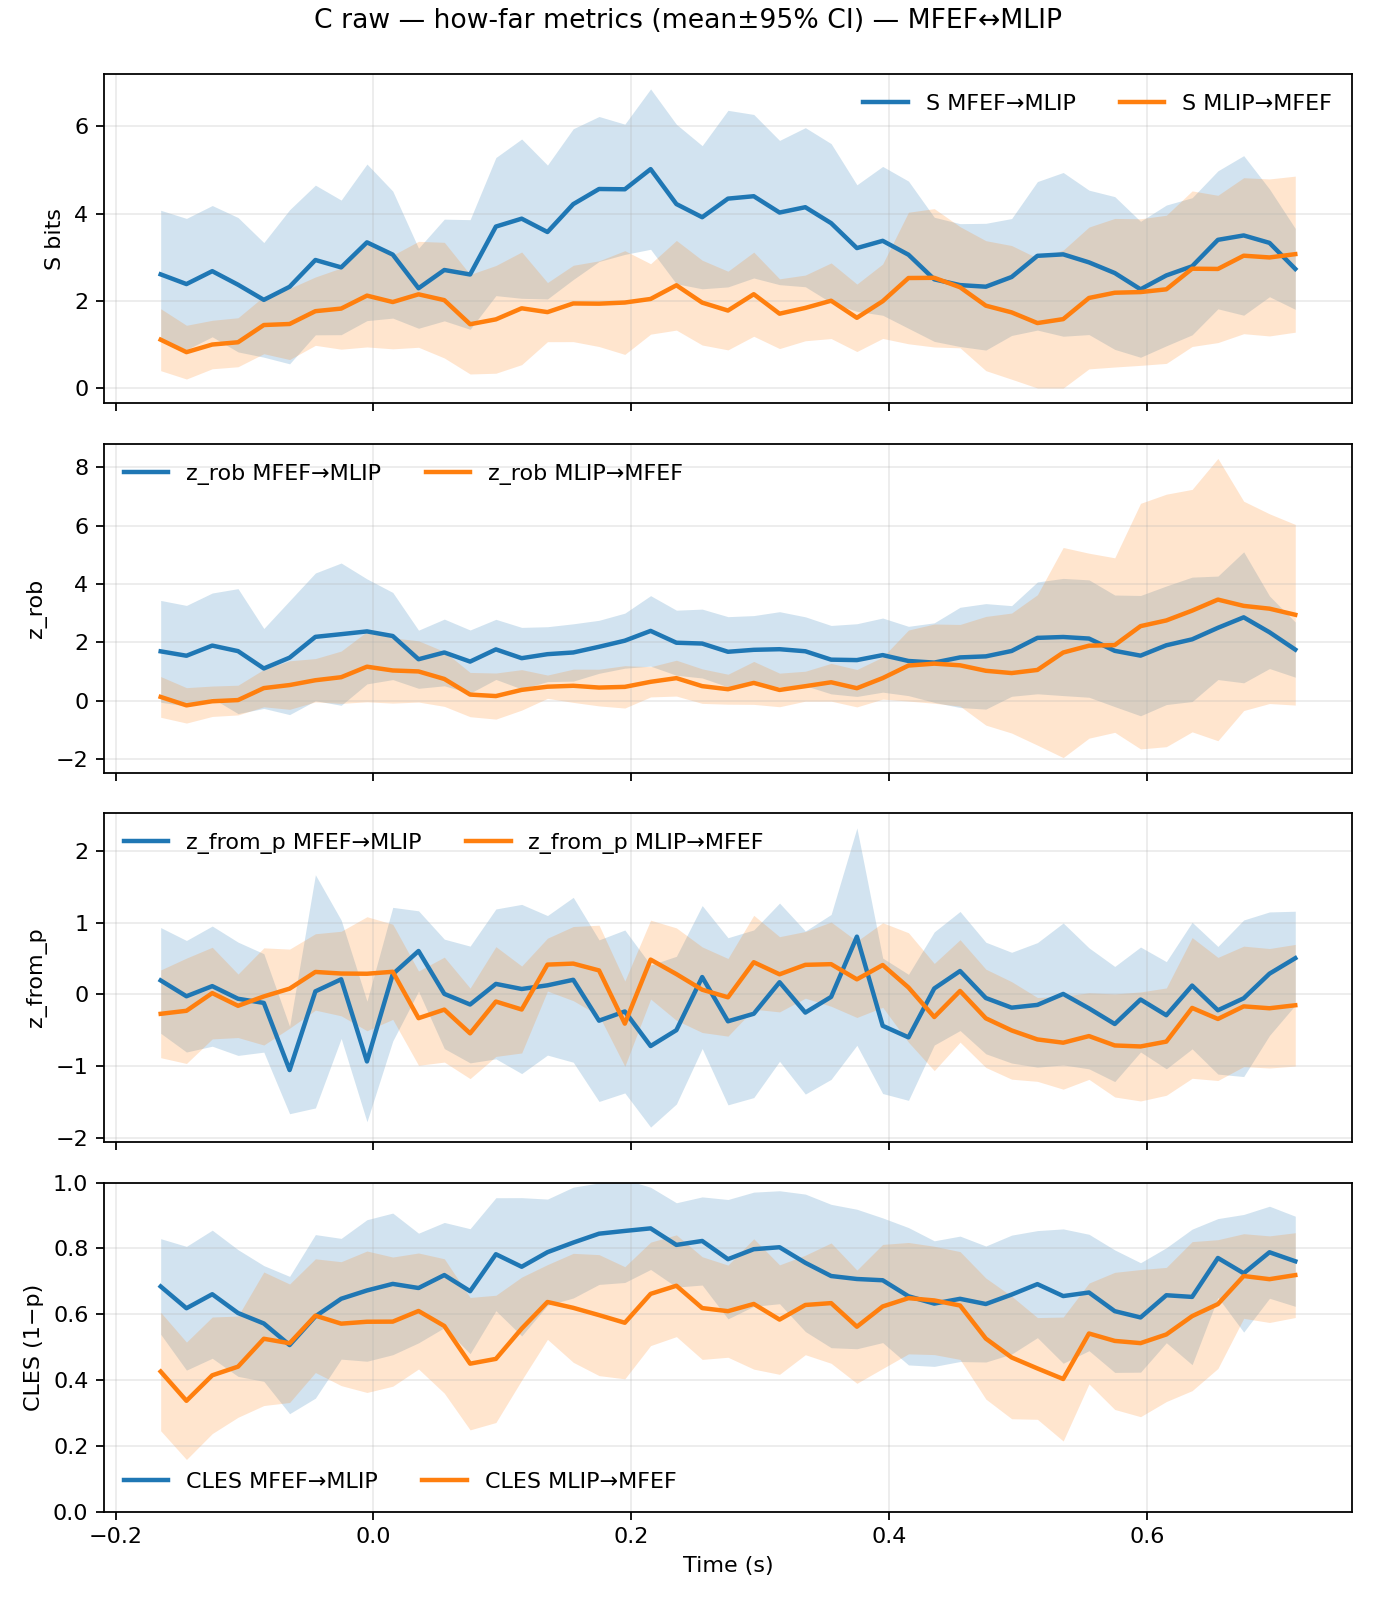 C raw — how-far metrics (mean±95% CI) — MFEF↔MLIP
S MFEF→MLIP S MLIP→MFEF
6
4
2
0
S bits
z_rob MFEF→MLIP z_rob MLIP→MFEF
8
6
4
2
0
−2
z_rob
z_from_p MFEF→MLIP z_from_p MLIP→MFEF
2
1
0
−1
−2
z_from_p
1.0
0.8
0.6
0.4
0.2
0.0
CLES (1−p)
CLES MFEF→MLIP CLES MLIP→MFEF
−0.2 0.0 0.2 0.4 0.6
Time (s)